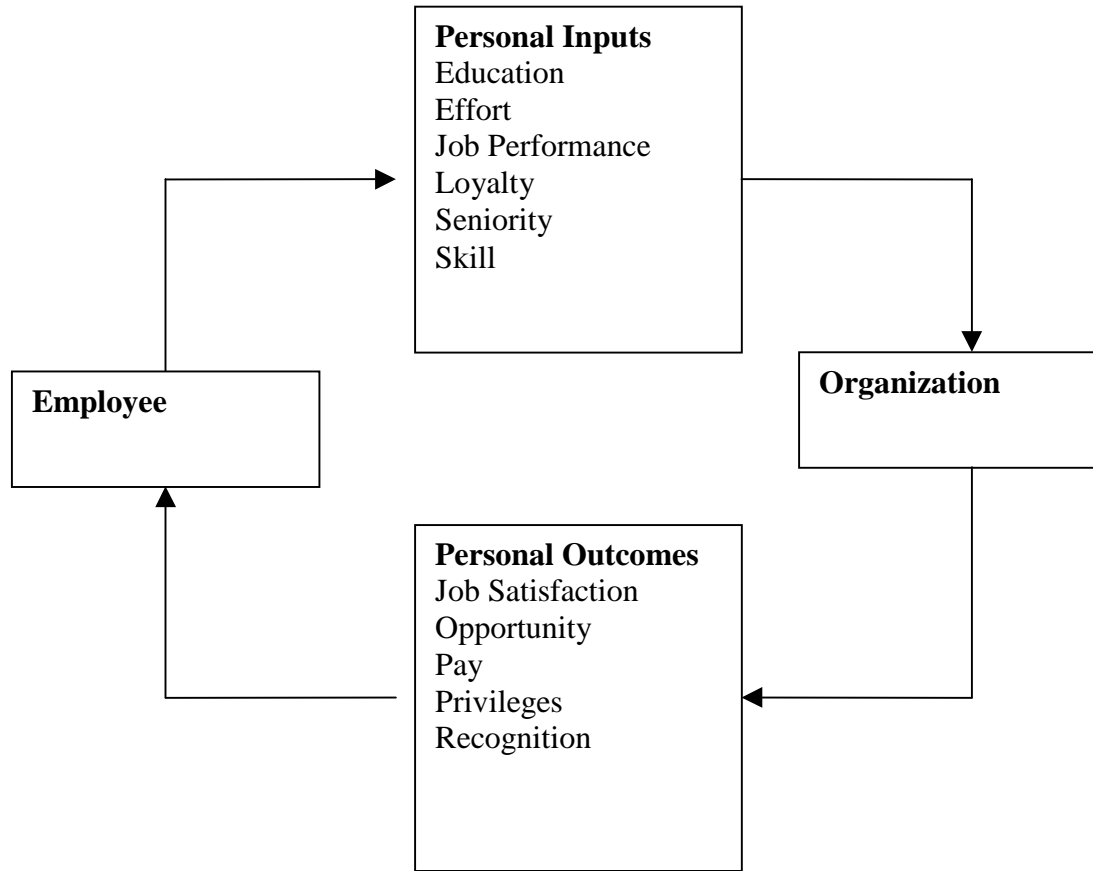 Personal Inputs
Education
Effort
Job Performance
Loyalty
Seniority
Skill
Employee
Organization
Personal Outcomes
Job Satisfaction
Opportunity
Pay
Privileges
Recognition